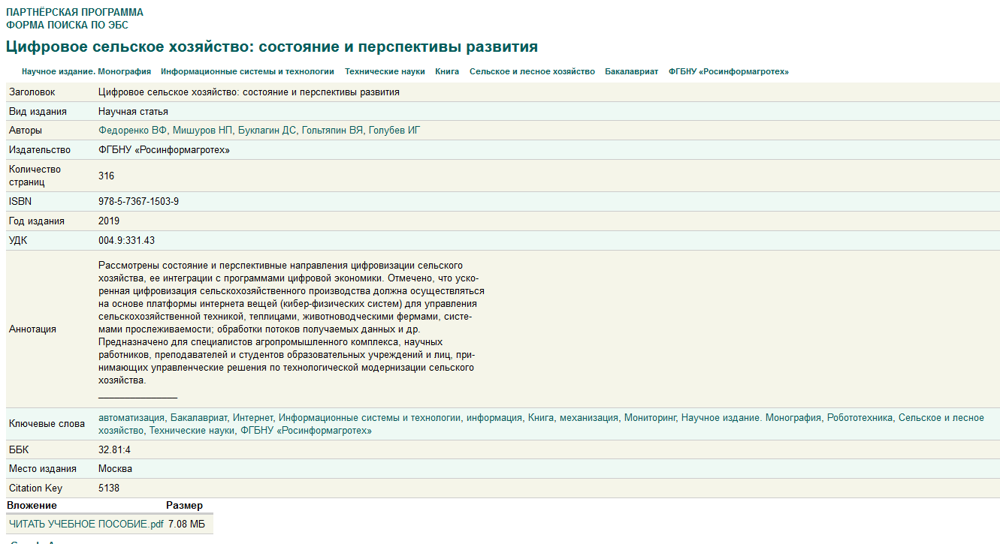 ПАРТНЁРСКАЯ ПРОГРАММА
ФОРМА ПОИСКА ПО ЭБС
Цифровое сельское хозяйство: состояние и перспективы развития
Научное издание. Монография Информационные системы и технологии Технические науки Книга Сельское и лесное хозяйство Бакалавриат ФГБНУ «Росинформагротех»
Заголовок Цифровое сельское хозяйство: состояние и перспективы развития
Вид издания Научная статья
Авторы Федоренко ВФ, Мишуров НП, Буклагин ДС, Гольтяпин ВЯ, Голубев ИГ
Издательство ФГБНУ «Росинформагротех»
Количество
страниц 316
ISBN 978-5-7367-1503-9
Год издания 2019
УДК 004.9:331.43
Аннотация
Рассмотрены состояние и перспективные направления цифровизации сельского
хозяйства, ее интеграции с программами цифровой экономики. Отмечено, что уско-
ренная цифровизация сельскохозяйственного производства должна осуществляться
на основе платформы интернета вещей (кибер-физических систем) для управления
сельскохозяйственной техникой, теплицами, животноводческими фермами, систе-
мами прослеживаемости; обработки потоков получаемых данных и др.
Предназначено для специалистов агропромышленного комплекса, научных
работников, преподавателей и студентов образовательных учреждений и лиц, при-
нимающих управленческие решения по технологической модернизации сельского
хозяйства.
Ключевые слова
автоматизация, Бакалавриат, Интернет, Информационные системы и технологии, информация, Книга, механизация, Мониторинг, Научное издание. Монография, Робототехника, Сельское и лесное
хозяйство, Технические науки, ФГБНУ «Росинформагротех»
ББК 32.81:4
Место издания Москва
Citation Key 5138
Вложение Размер
ЧИТАТЬ УЧЕБНОЕ ПОСОБИЕ.pdf 7.08 МБ